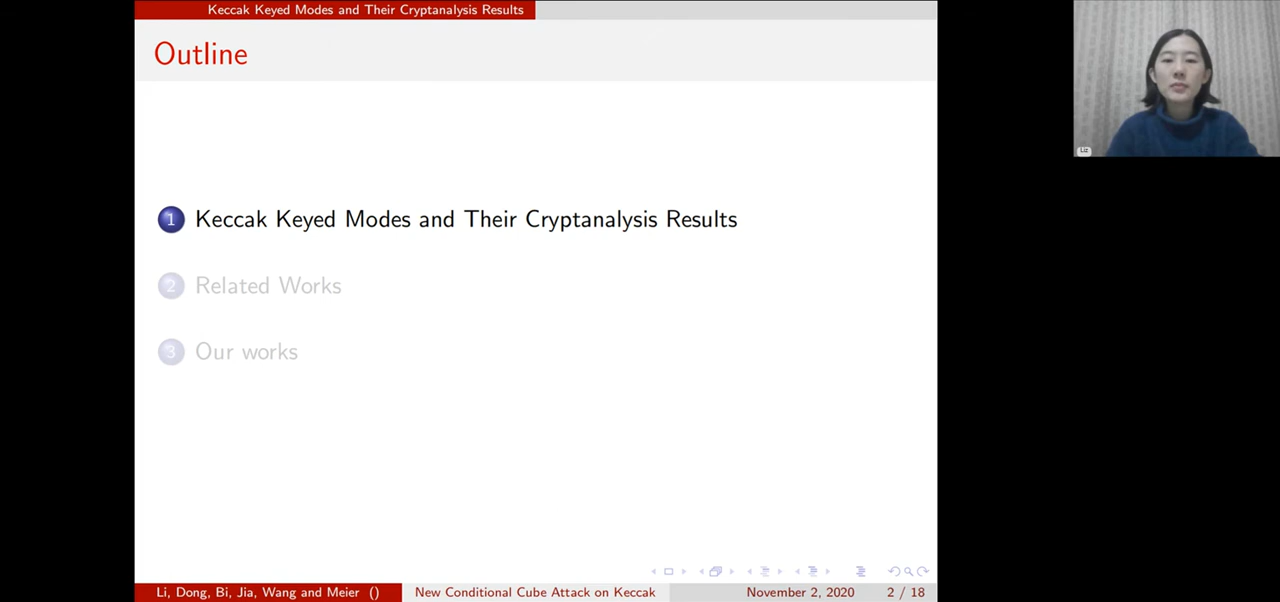 Keccak Keyed Modes and Their Cryptanalysis Results
Outline
1 Keccak Keyed Modes and Their Cryptanalysis Results
2 Related Works
3 Our works
Li, Dong, Bi, Jia, Wang and Meier () New Conditional Cube Attack on Keccak November 2, 2020 2 / 18
Liz